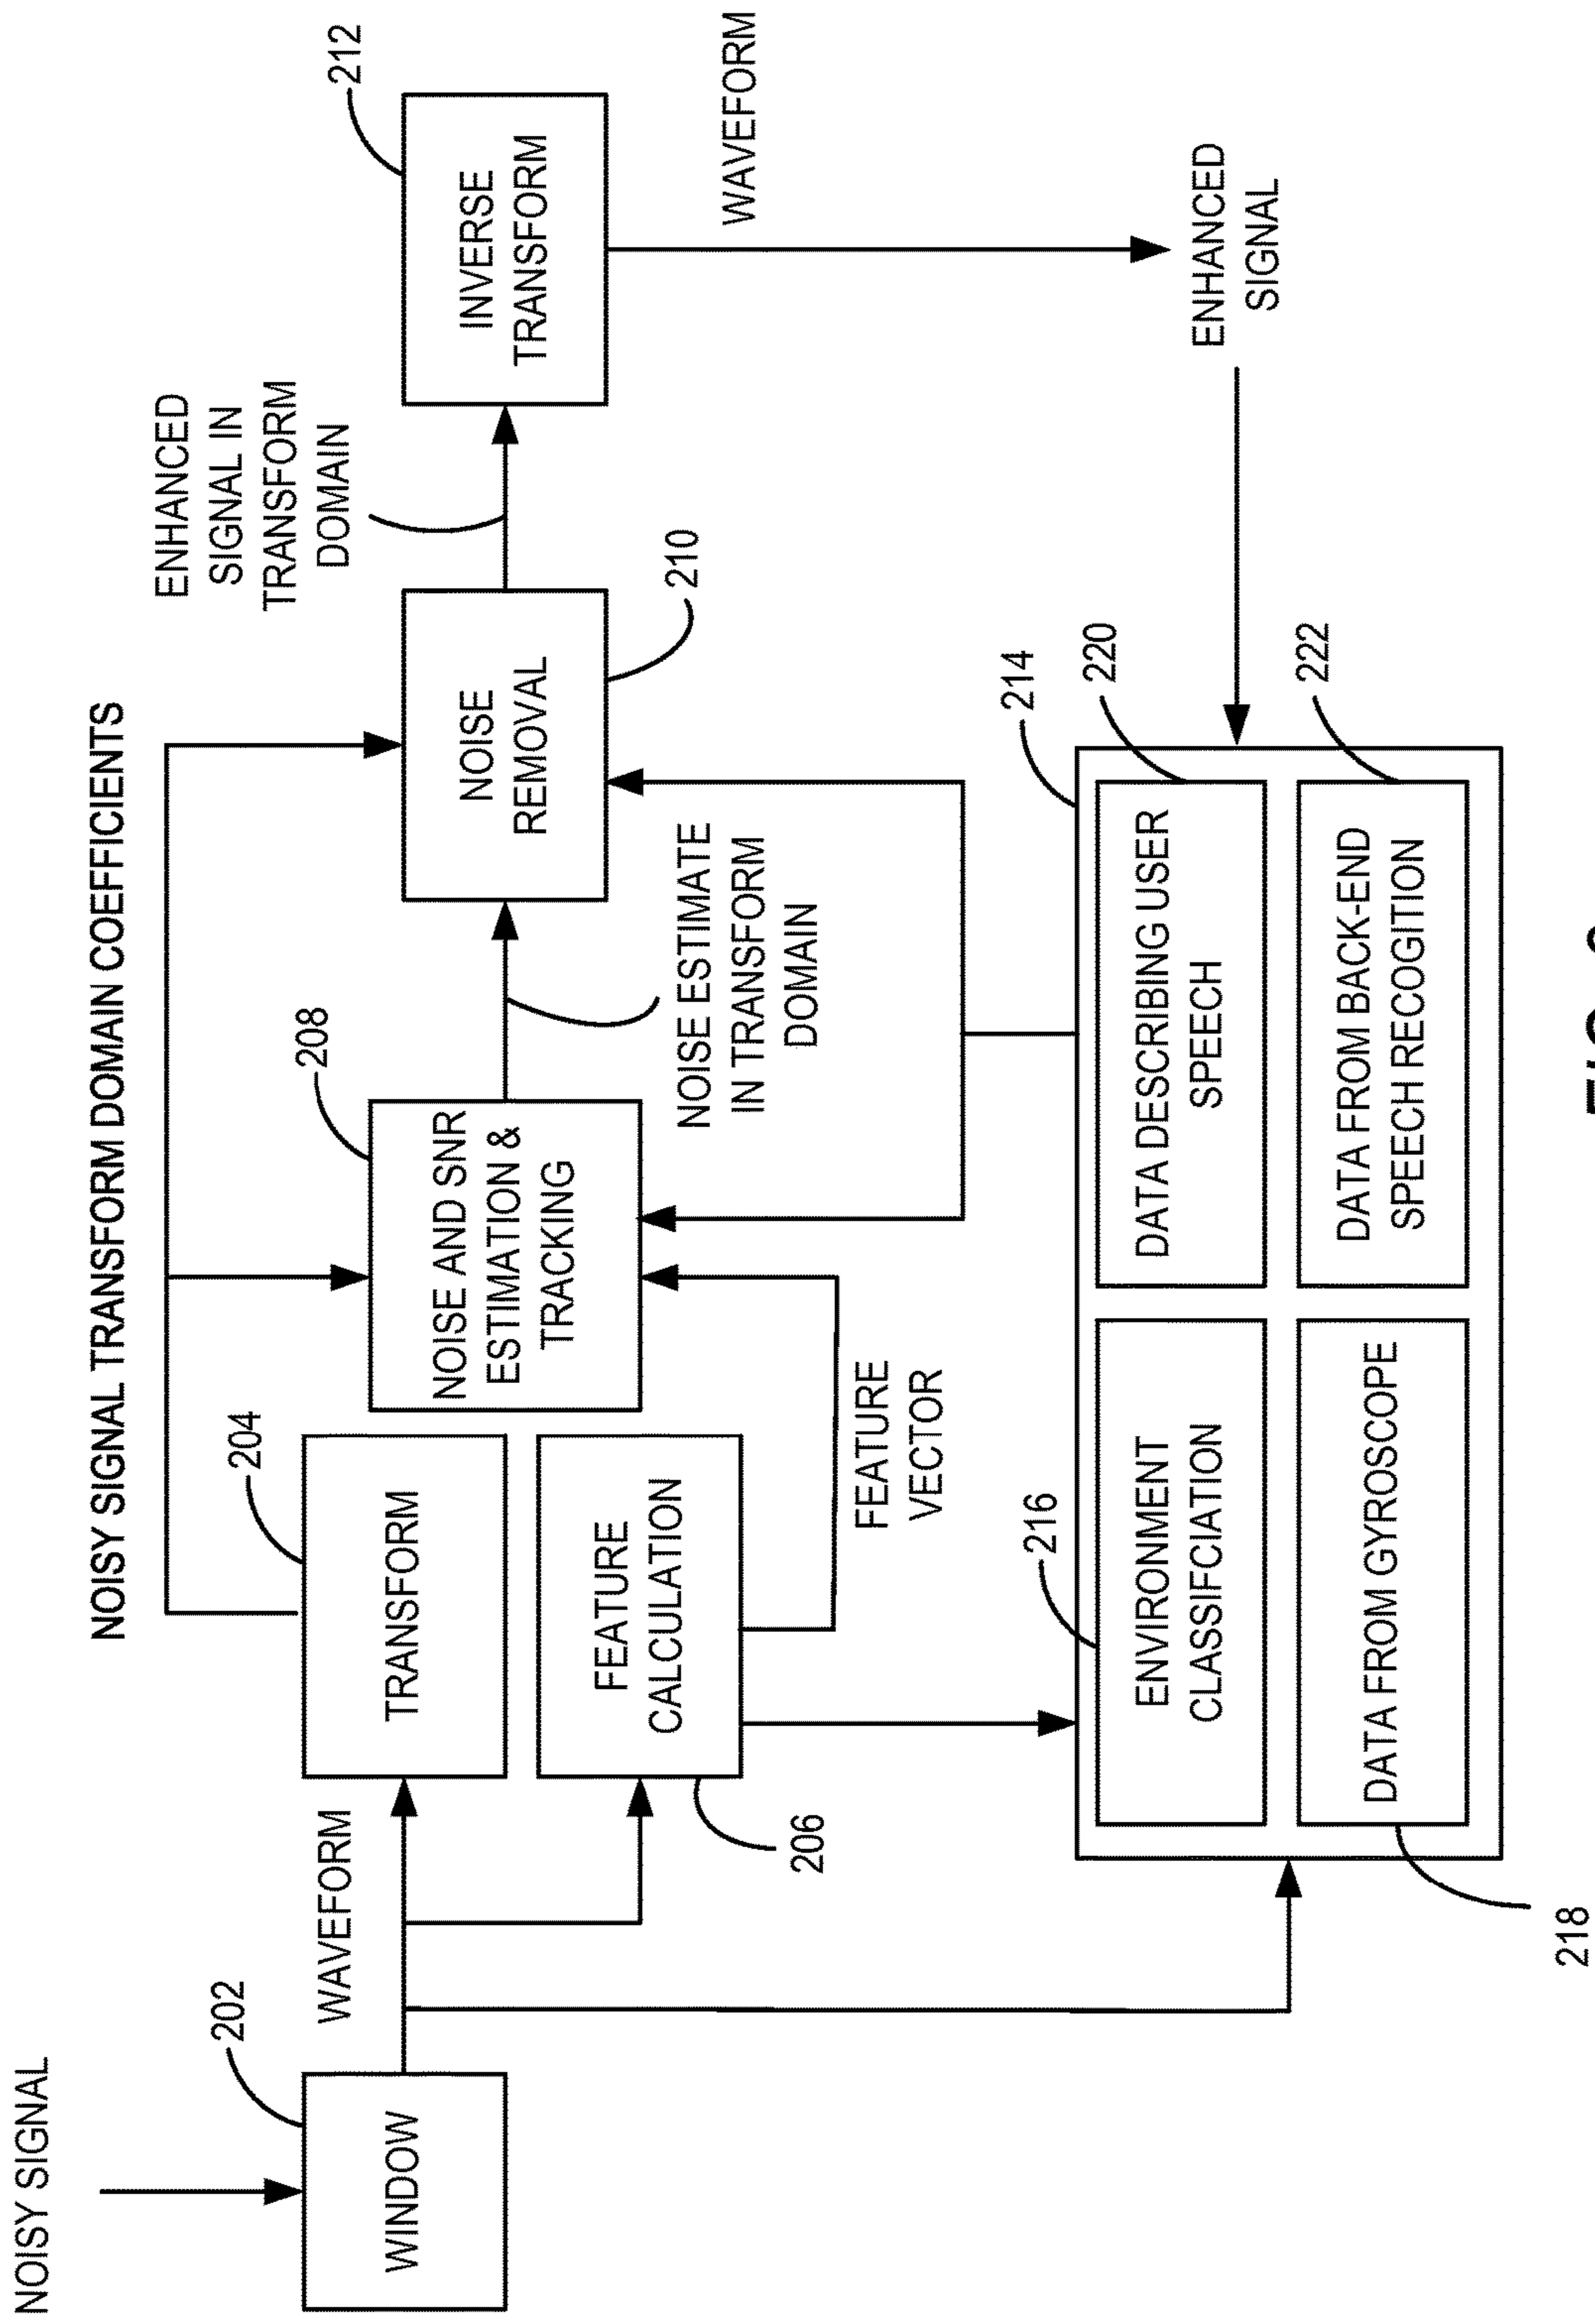 NOISY SIGNAL
202
WINDOW
WAVEFORM
NOISY SIGNAL TRANSFORM DOMAIN COEFFICIENTS
204
TRANSFORM
FEATURE
CALCULATION
206
FEATURE
VECTOR
208
NOISE AND SNR
ESTIMATION &
TRACKING
NOISE ESTIMATE
IN TRANSFORM
DOMAIN
NOISE
REMOVAL
210
ENHANCED
SIGNAL IN
TRANSFORM
DOMAIN
212
INVERSE
TRANSFORM
WAVEFORM
ENHANCED
SIGNAL
214
216
ENVIRONMENT
CLASSIFCIATION
220
DATA DESCRIBING USER
SPEECH
DATA FROM GYROSCOPE
218
222
DATA FROM BACK-END
SPEECH RECOGITION